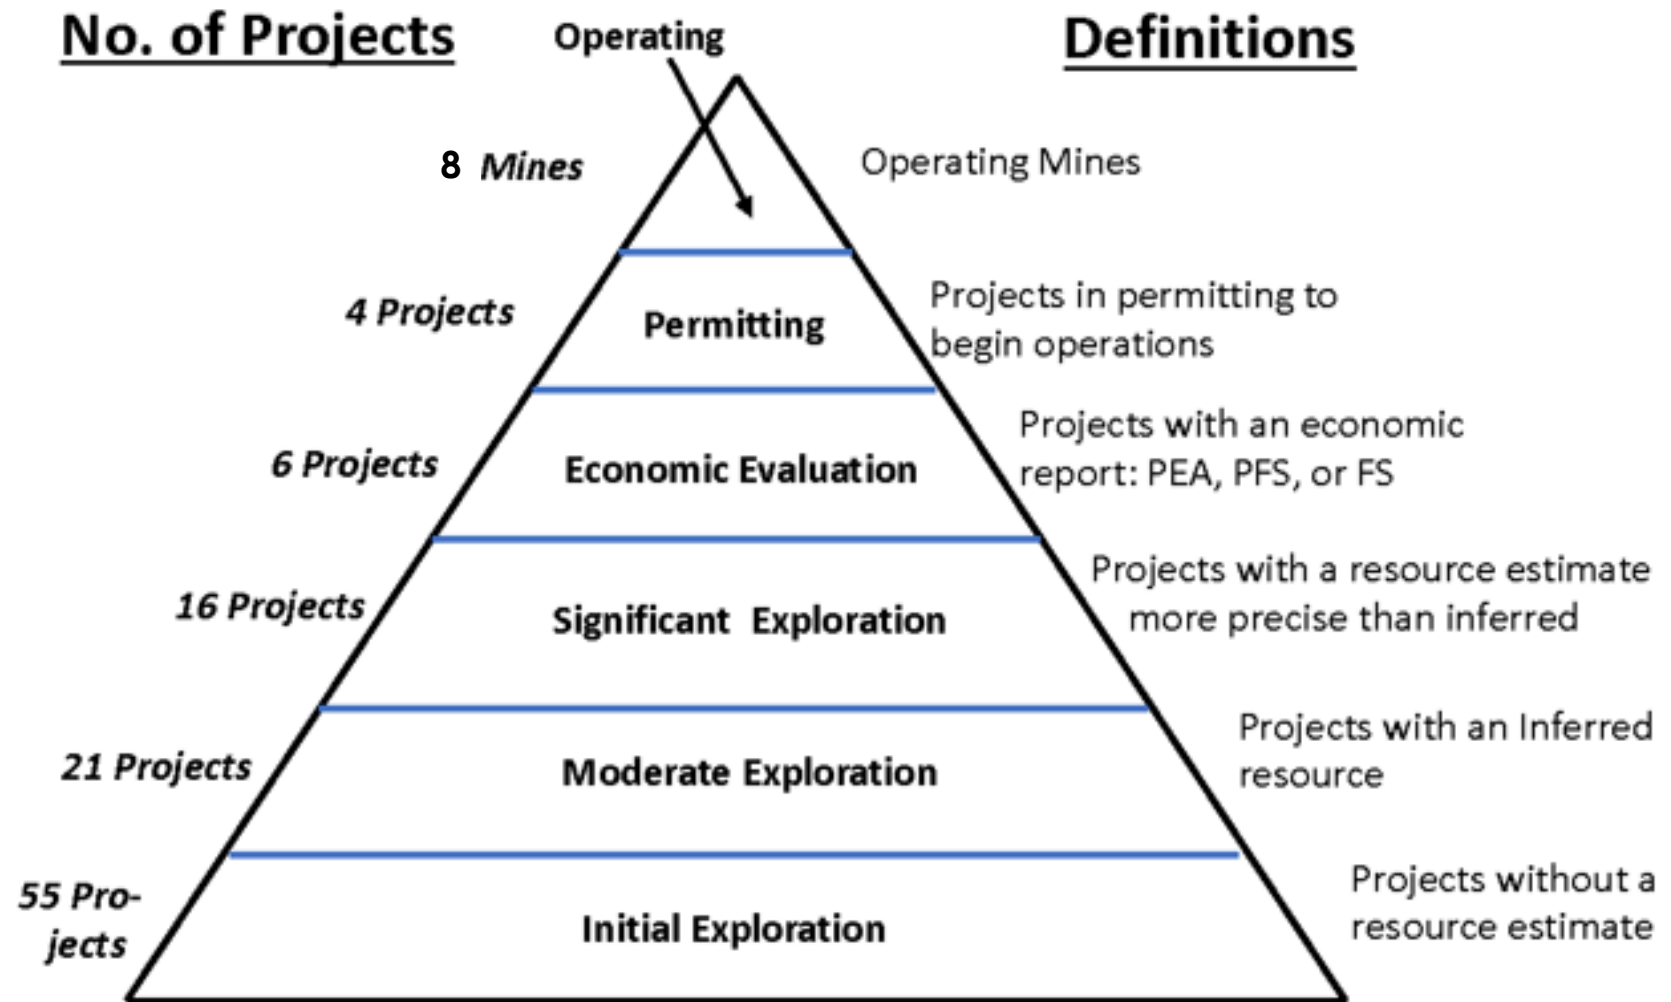 No. of Projects
Operating
Definitions
8 Mines
Operating Mines
4 Projects
Permitting
Projects in permitting to
begin operations
6 Projects
Economic Evaluation
Projects with an economic
report: PEA, PFS, or FS
16 Projects
Significant Exploration
Projects with a resource estimate
more precise than inferred
21 Projects
Moderate Exploration
Projects with an Inferred
resource
55 Pro-
jects
Initial Exploration
Projects without a
resource estimate